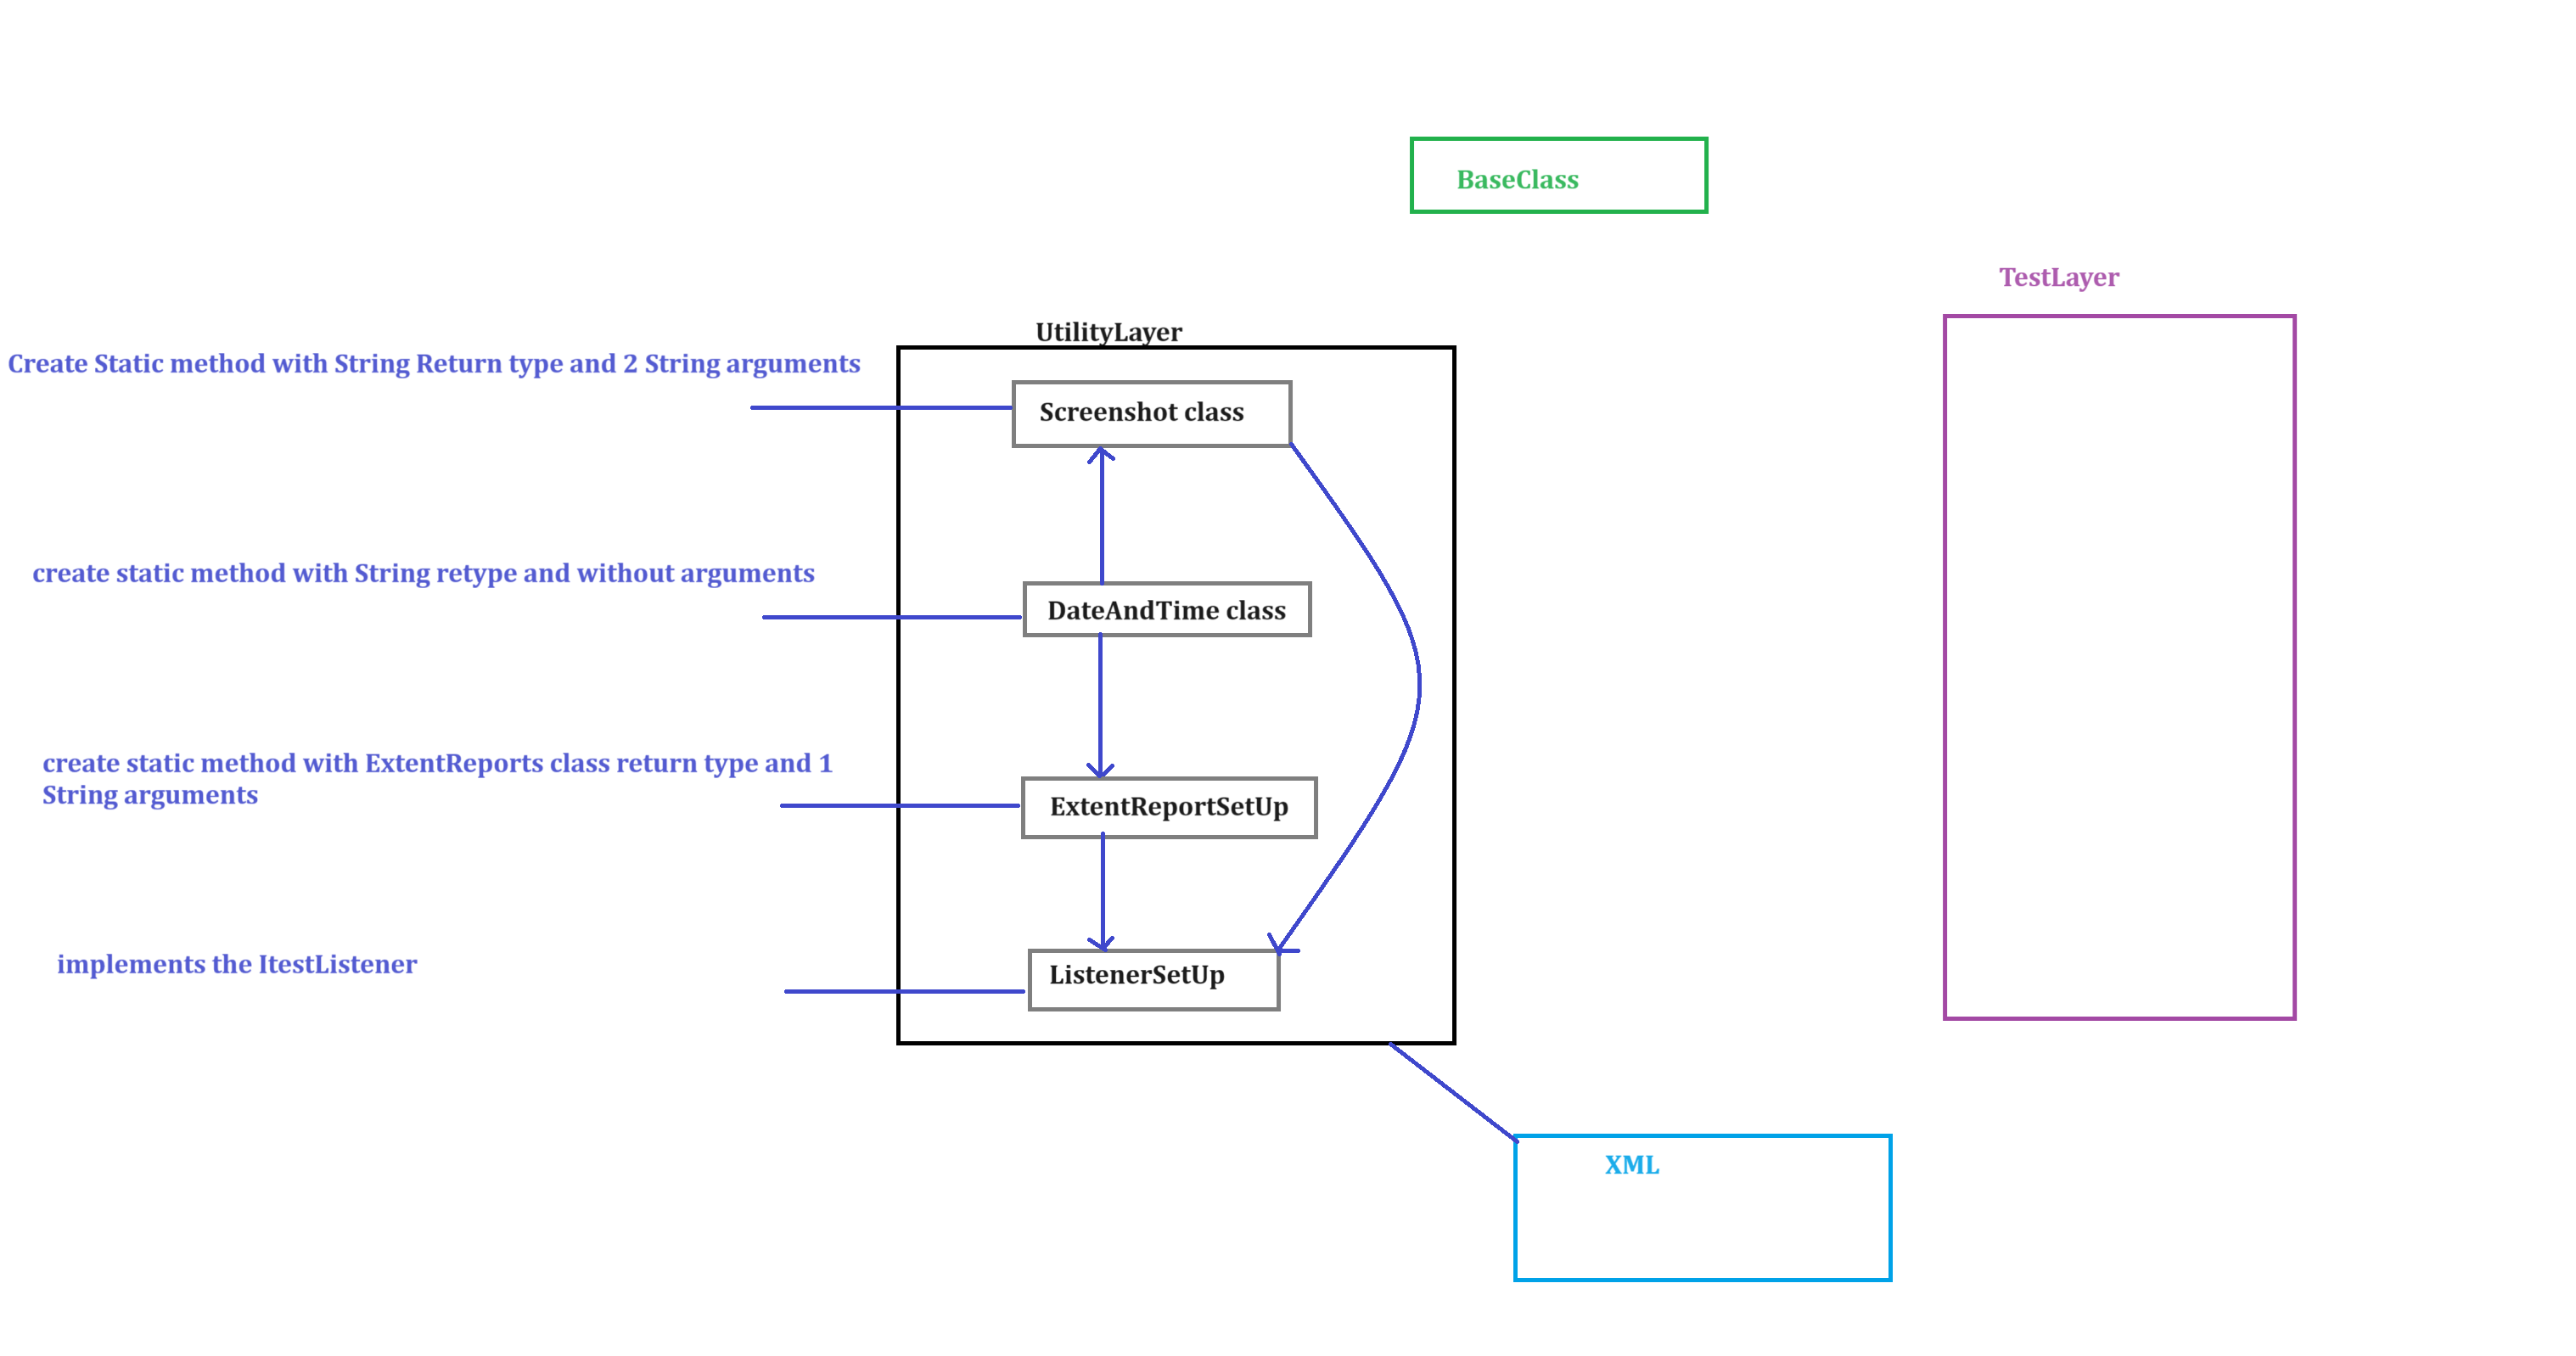 BaseClass
TestLayer
UtilityLayer
Create Static method with String Return type and 2 String arguments
Screenshot class
create static method with String retype and without arguments
DateAndTime class
create static method with ExtentReports class return type and 1
String arguments
ExtentReportSetUp
implements the ItestListener
ListenerSetUp
XML